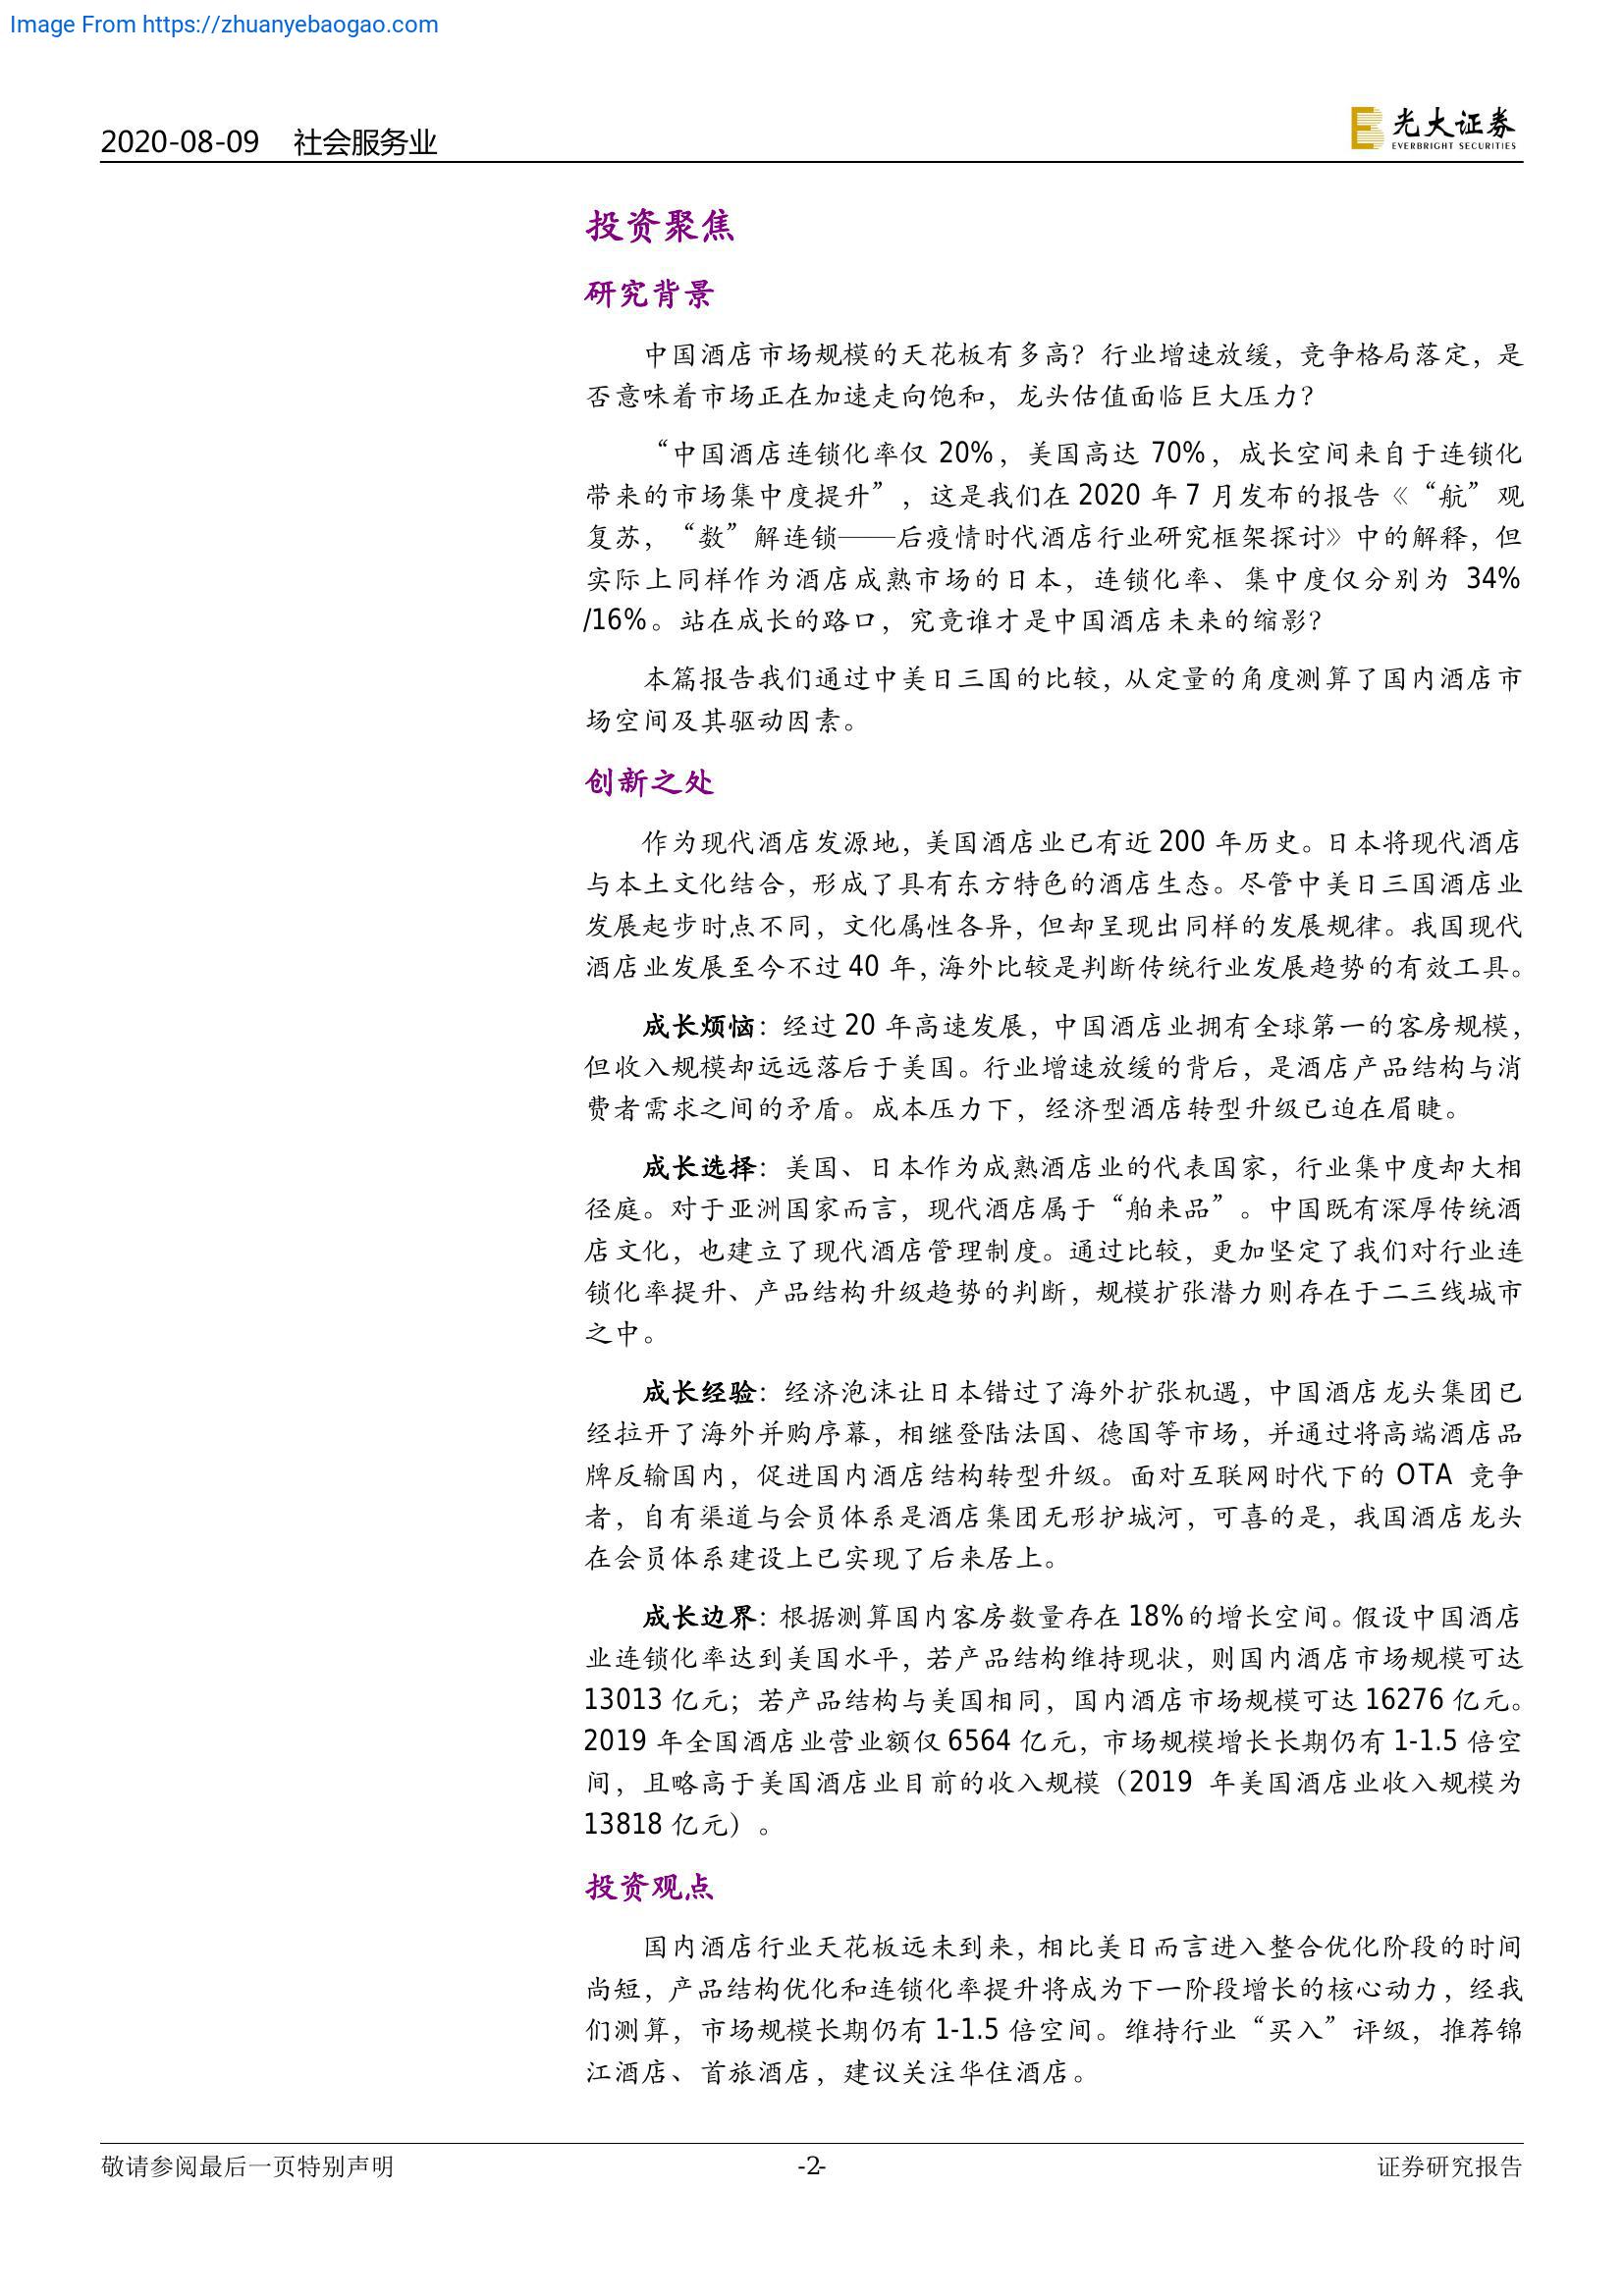 Image From https://zhuanyebaogao.com
2020-08-09 社会服务业
光大证券
EVERBRIGHT SECURITIES
投资聚焦
研究背景
中国酒店市场规模的天花板有多高？行业增速放缓，竞争格局落定，是
否意味着市场正在加速走向饱和，龙头估值面临巨大压力？
“中国酒店连锁化率仅 20%，美国高达 70%，成长空间来自于连锁化
带来的市场集中度提升”，这是我们在 2020 年 7 月发布的报告《“航”观
复苏，“数”解连锁——后疫情时代酒店行业研究框架探讨》中的解释，但
实际上同样作为酒店成熟市场的日本，连锁化率、集中度仅分别为 34%
/16%。站在成长的路口，究竟谁才是中国酒店未来的缩影？
本篇报告我们通过中美日三国的比较，从定量的角度测算了国内酒店市
场空间及其驱动因素。
创新之处
作为现代酒店发源地，美国酒店业已有近 200 年历史。日本将现代酒店
与本土文化结合，形成了具有东方特色的酒店生态。尽管中美日三国酒店业
发展起步时点不同，文化属性各异，但却呈现出同样的发展规律。我国现代
酒店业发展至今不过 40 年，海外比较是判断传统行业发展趋势的有效工具。
成长烦恼：经过 20 年高速发展，中国酒店业拥有全球第一的客房规模，
但收入规模却远远落后于美国。行业增速放缓的背后，是酒店产品结构与消
费者需求之间的矛盾。成本压力下，经济型酒店转型升级已迫在眉睫。
成长选择：美国、日本作为成熟酒店业的代表国家，行业集中度却大相
径庭。对于亚洲国家而言，现代酒店属于“舶来品”。中国既有深厚传统酒
店文化，也建立了现代酒店管理制度。通过比较，更加坚定了我们对行业连
锁化率提升、产品结构升级趋势的判断，规模扩张潜力则存在于二三线城市
之中。
成长经验：经济泡沫让日本错过了海外扩张机遇，中国酒店龙头集团已
经拉开了海外并购序幕，相继登陆法国、德国等市场，并通过将高端酒店品
牌反输国内，促进国内酒店结构转型升级。面对互联网时代下的 OTA 竞争
者，自有渠道与会员体系是酒店集团无形护城河，可喜的是，我国酒店龙头
在会员体系建设上已实现了后来居上。
成长边界：根据测算国内客房数量存在 18%的增长空间。假设中国酒店
业连锁化率达到美国水平，若产品结构维持现状，则国内酒店市场规模可达
13013 亿元；若产品结构与美国相同，国内酒店市场规模可达 16276 亿元。
2019 年全国酒店业营业额仅 6564 亿元，市场规模增长长期仍有 1-1.5 倍空
间，且略高于美国酒店业目前的收入规模（2019 年美国酒店业收入规模为
13818 亿元）。
投资观点
国内酒店行业天花板远未到来，相比美日而言进入整合优化阶段的时间
尚短，产品结构优化和连锁化率提升将成为下一阶段增长的核心动力，经我
们测算，市场规模长期仍有 1-1.5 倍空间。维持行业“买入”评级，推荐锦
江酒店、首旅酒店，建议关注华住酒店。
敬请参阅最后一页特别声明 -2- 证券研究报告